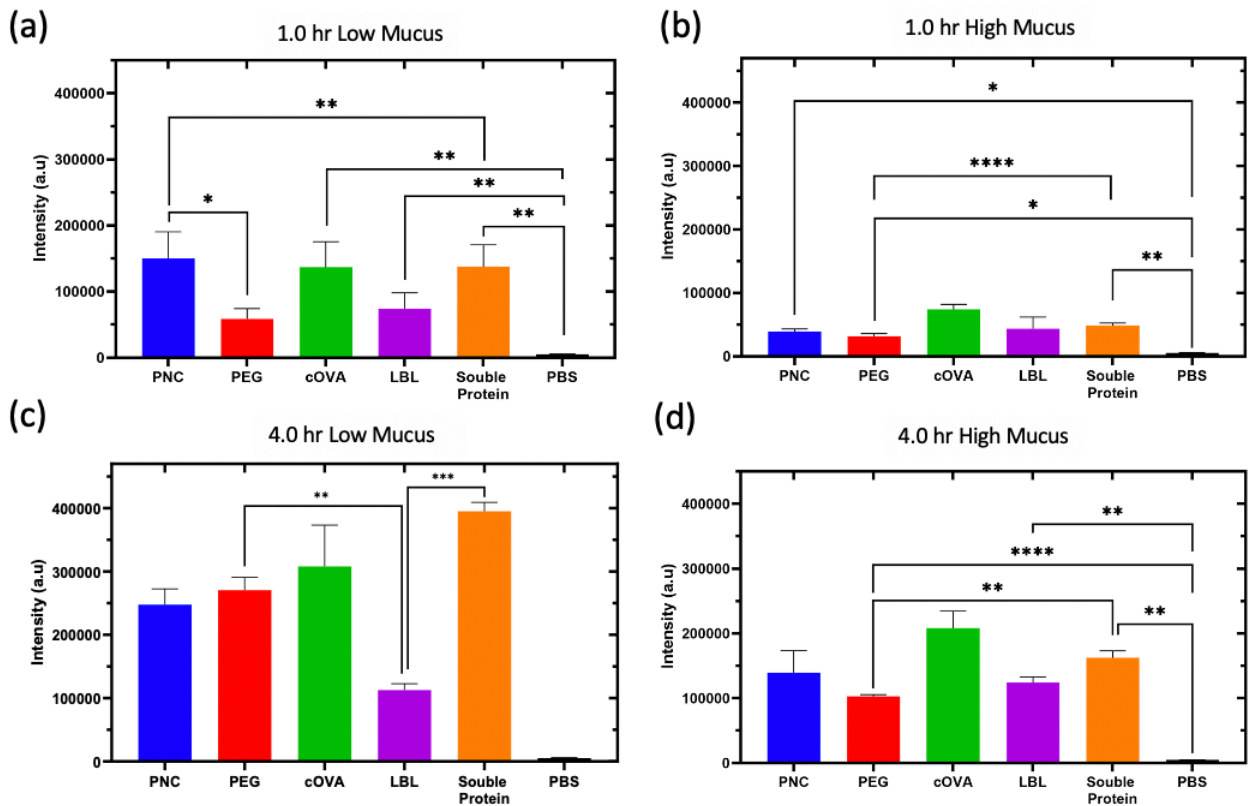 (a)
1.0 hr Low Mucus
Intensity (a.u)
400000
300000
200000
100000
0
**
*
**
**
**
PNC
PEG
cOVA
LBL
Souble
Protein
PBS
(b)
1.0 hr High Mucus
Intensity (a.u)
400000
300000
200000
100000
0
*
****
*
**
PNC
PEG
cOVA
LBL
Souble
Protein
PBS
(c)
4.0 hr Low Mucus
Intensity (a.u)
400000
300000
200000
100000
0
**
***
PNC
PEG
cOVA
LBL
Souble
Protein
PBS
(d)
4.0 hr High Mucus
Intensity (a.u)
400000
300000
200000
100000
0
**
****
**
**
PNC
PEG
cOVA
LBL
Souble
Protein
PBS